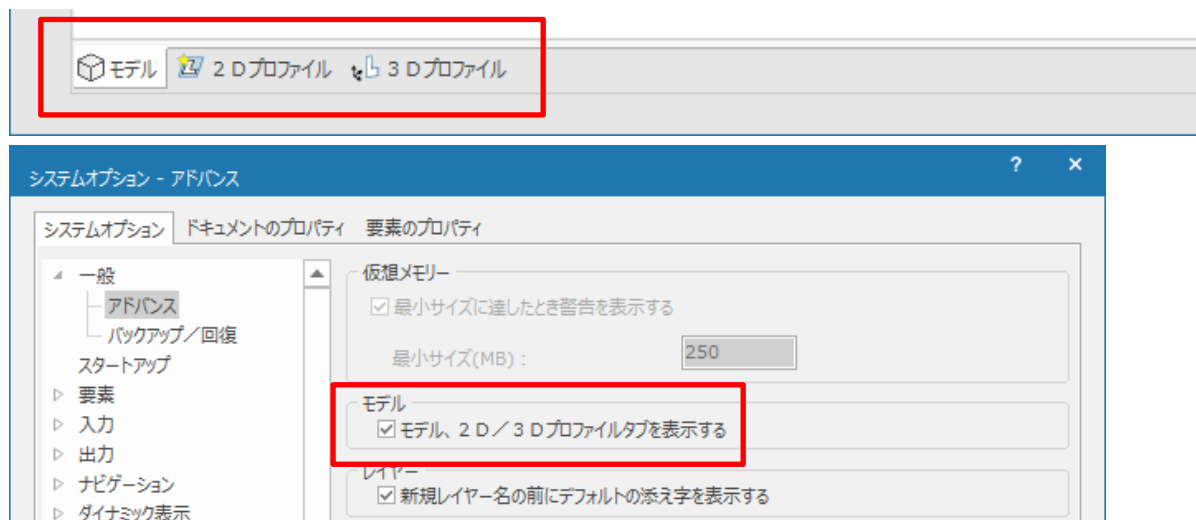 モデル 2Dプロファイル 3Dプロファイル
システムオプション - アドバンス ? ×
システムオプション ドキュメントのプロパティ 要素のプロパティ
一般
アドバンス
バックアップ/回復
スタートアップ
要素
入力
出力
ナビゲーション
ダイナミック表示
仮想メモリー
最小サイズに達したとき警告を表示する
最小サイズ(MB): 250
モデル
モデル、2D/3Dプロファイルタブを表示する
レイヤー
新規レイヤー名の前にデフォルトの添え字を表示する